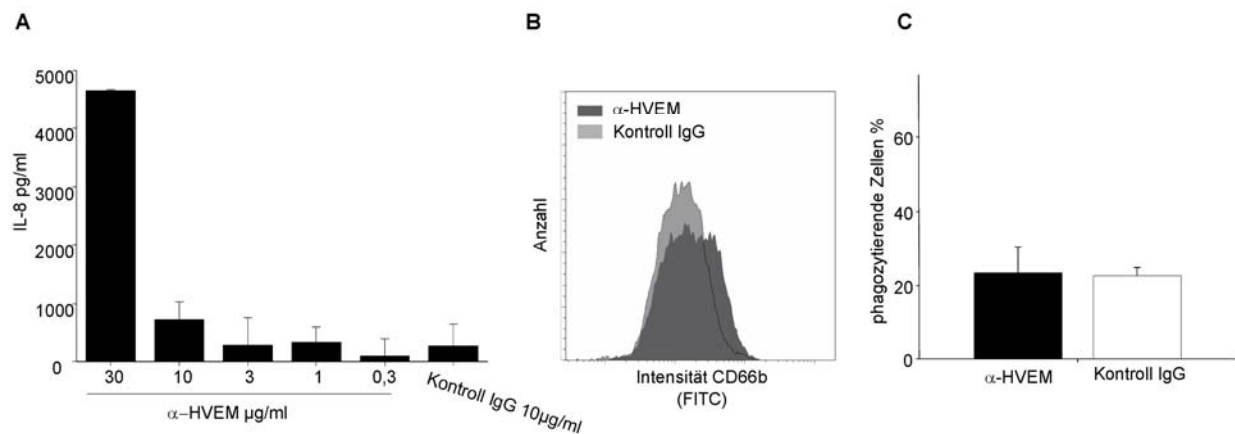 A
5000
4000
3000
2000
1000
0
IL-8 pg/ml
30 10 3 1 0,3 Kontroll IgG 10µg/ml
α–HVEM µg/ml
B
α-HVEM
Kontroll IgG
Anzahl
Intensität CD66b
(FITC)
C
60
40
20
0
phagozytierende Zellen %
α-HVEM Kontroll IgG